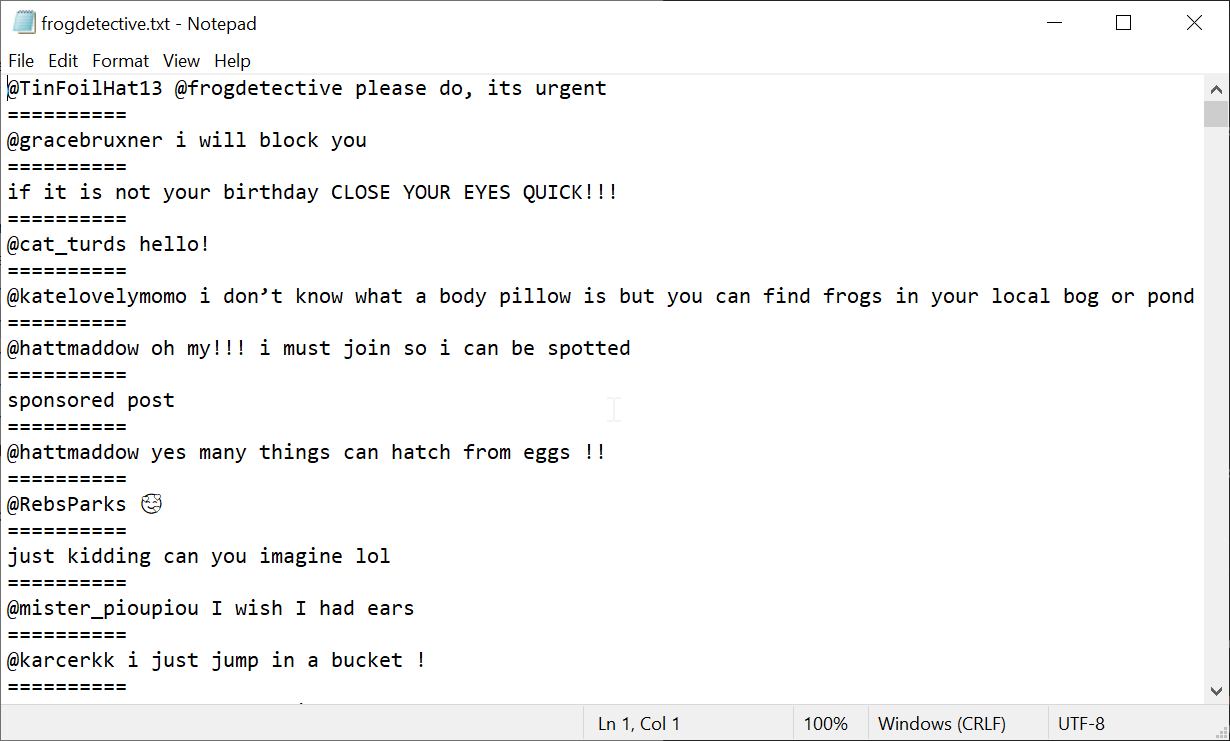 frogdetective.txt - Notepad
File Edit Format View Help
@TinFoilHat13 @frogdetective please do, its urgent
==========
@gracebruxner i will block you
==========
if it is not your birthday CLOSE YOUR EYES QUICK!!!
==========
@cat_turds hello!
==========
@katelovelymomo i don’t know what a body pillow is but you can find frogs in your local bog or pond
==========
@hattmaddow oh my!!! i must join so i can be spotted
==========
sponsored post
==========
@hattmaddow yes many things can hatch from eggs !!
==========
@RebsParks 🥰
==========
just kidding can you imagine lol
==========
@mister_pioupiou I wish I had ears
==========
@karcerkk i just jump in a bucket !
==========
Ln 1, Col 1 100% Windows (CRLF) UTF-8